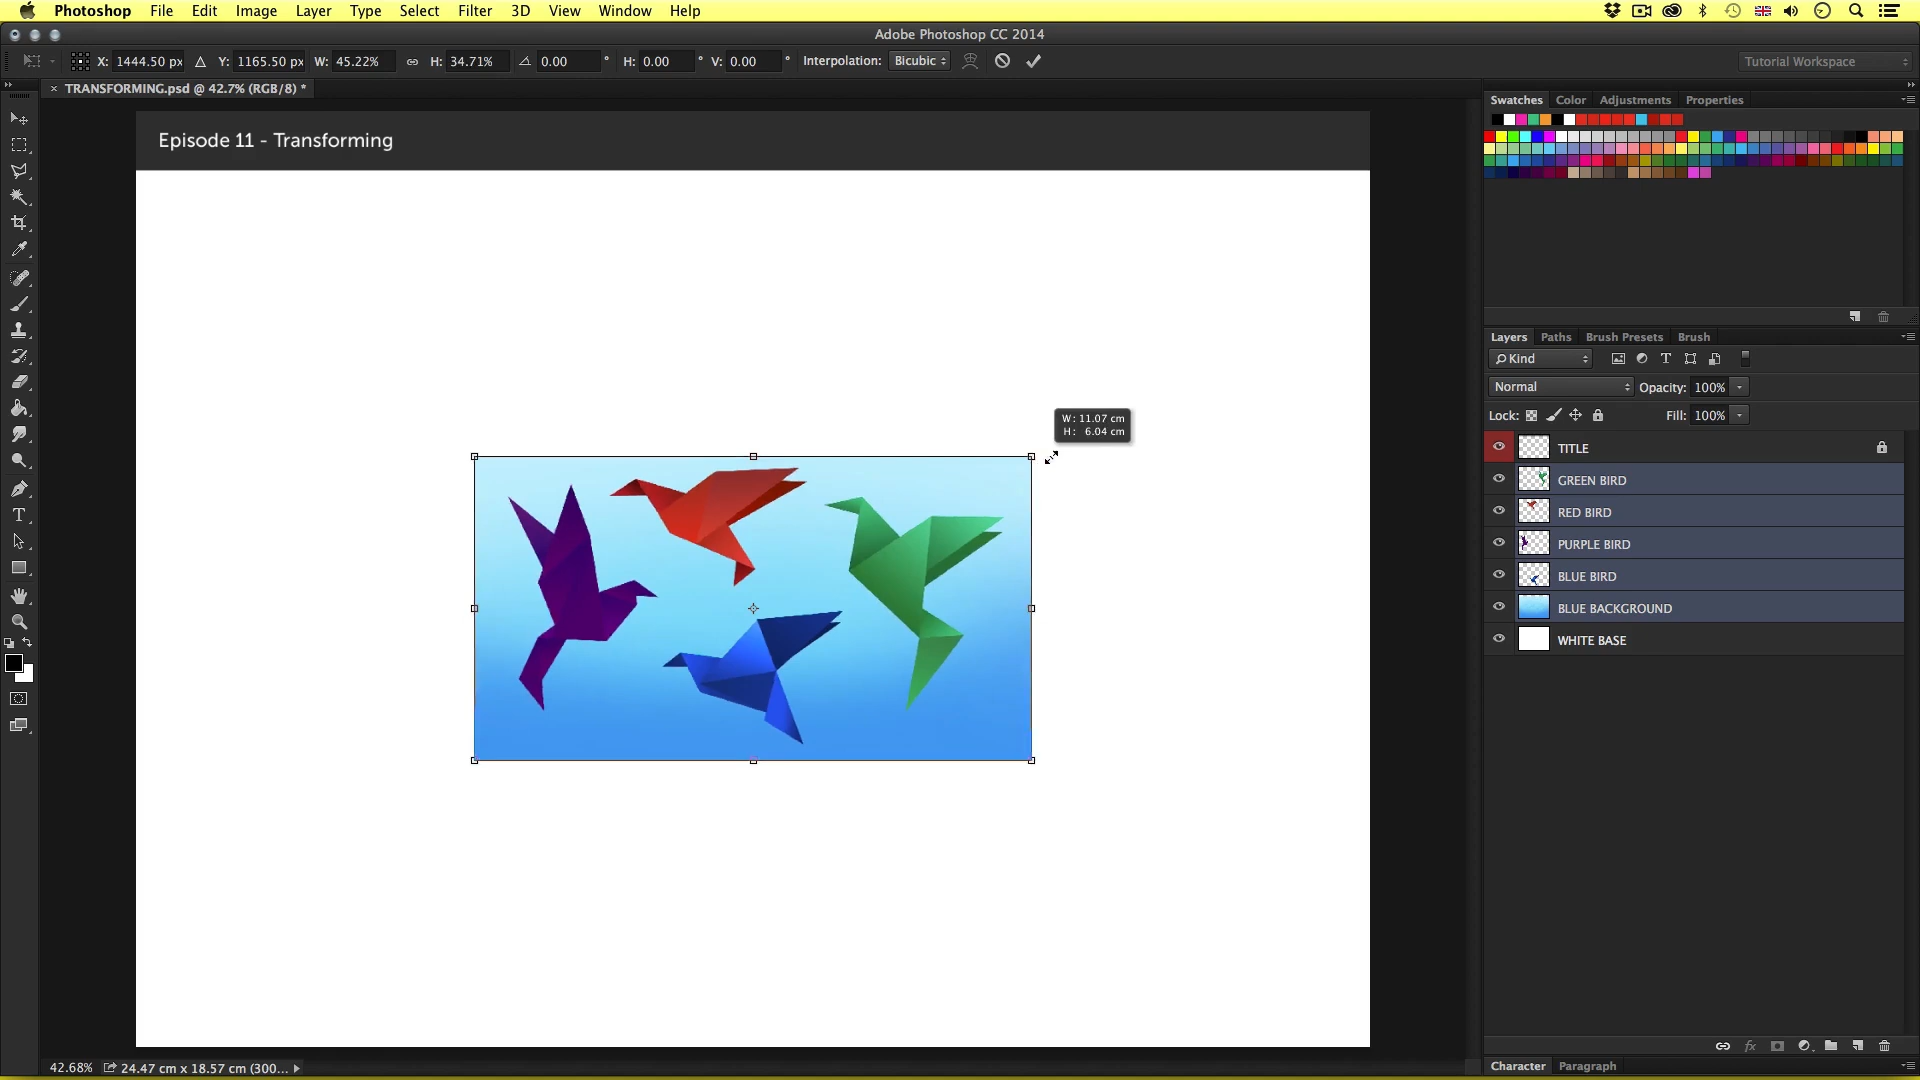 Photoshop File Edit Image Layer Type Select Filter 3D View Window Help
Adobe Photoshop CC 2014
X: 1444.50 px Y: 1165.50 px W: 45.22% H: 34.71% 0.00 ° H: 0.00 ° V: 0.00 ° Interpolation: Bicubic Tutorial Workspace
× TRANSFORMING.psd @ 42.7% (RGB/8) *
Swatches Color Adjustments Properties
Episode 11 - Transforming
Layers Paths Brush Presets Brush
Kind T
Normal Opacity: 100%
Lock: Fill: 100%
W: 11.07 cm
H: 6.04 cm
TITLE
GREEN BIRD
RED BIRD
PURPLE BIRD
BLUE BIRD
BLUE BACKGROUND
WHITE BASE
T
fx
42.68% 24.47 cm x 18.57 cm (300...
Character Paragraph